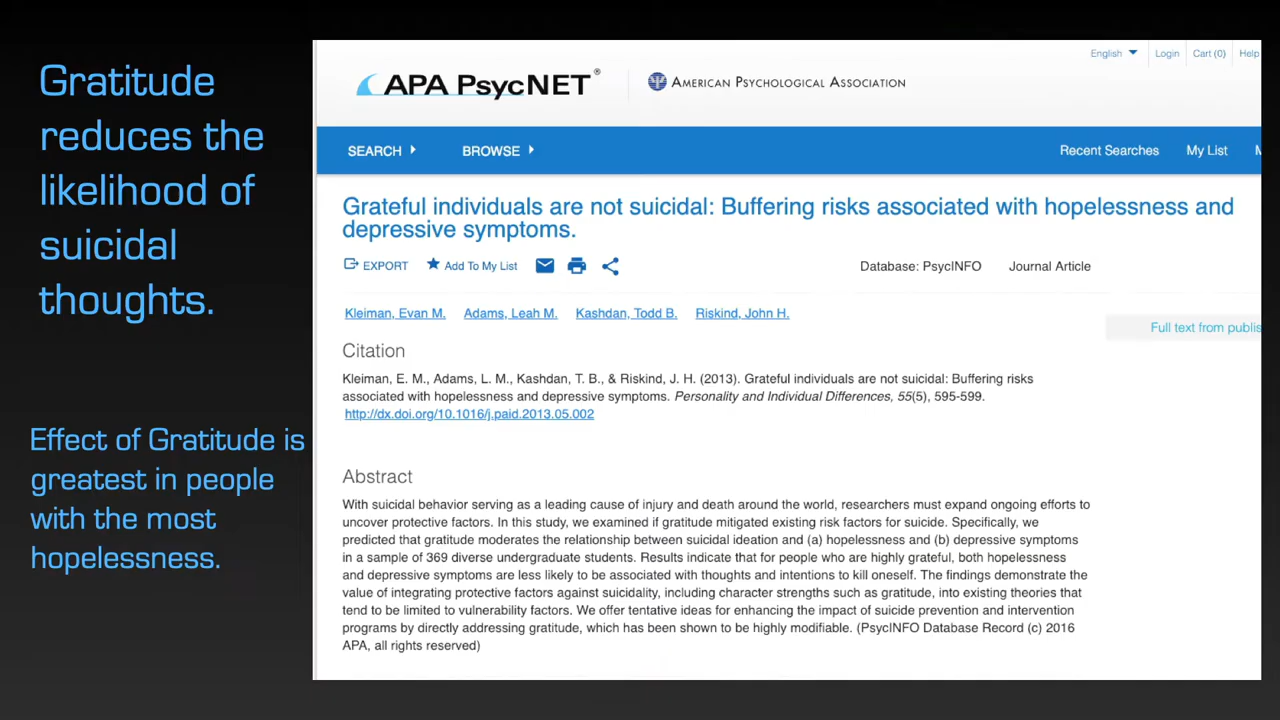 Gratitude
reduces the
likelihood of
suicidal
thoughts.
Effect of Gratitude is
greatest in people
with the most
hopelessness.
English Login Cart (0) Help
APA PsycNET® AMERICAN PSYCHOLOGICAL ASSOCIATION
SEARCH BROWSE Recent Searches My List
Grateful individuals are not suicidal: Buffering risks associated with hopelessness and
depressive symptoms.
EXPORT Add To My List Database: PsycINFO Journal Article
Kleiman, Evan M. Adams, Leah M. Kashdan, Todd B. Riskind, John H.
Full text from publis
Citation
Kleiman, E. M., Adams, L. M., Kashdan, T. B., & Riskind, J. H. (2013). Grateful individuals are not suicidal: Buffering risks
associated with hopelessness and depressive symptoms. Personality and Individual Differences, 55(5), 595-599.
http://dx.doi.org/10.1016/j.paid.2013.05.002
Abstract
With suicidal behavior serving as a leading cause of injury and death around the world, researchers must expand ongoing efforts to
uncover protective factors. In this study, we examined if gratitude mitigated existing risk factors for suicide. Specifically, we
predicted that gratitude moderates the relationship between suicidal ideation and (a) hopelessness and (b) depressive symptoms
in a sample of 369 diverse undergraduate students. Results indicate that for people who are highly grateful, both hopelessness
and depressive symptoms are less likely to be associated with thoughts and intentions to kill oneself. The findings demonstrate the
value of integrating protective factors against suicidality, including character strengths such as gratitude, into existing theories that
tend to be limited to vulnerability factors. We offer tentative ideas for enhancing the impact of suicide prevention and intervention
programs by directly addressing gratitude, which has been shown to be highly modifiable. (PsycINFO Database Record (c) 2016
APA, all rights reserved)